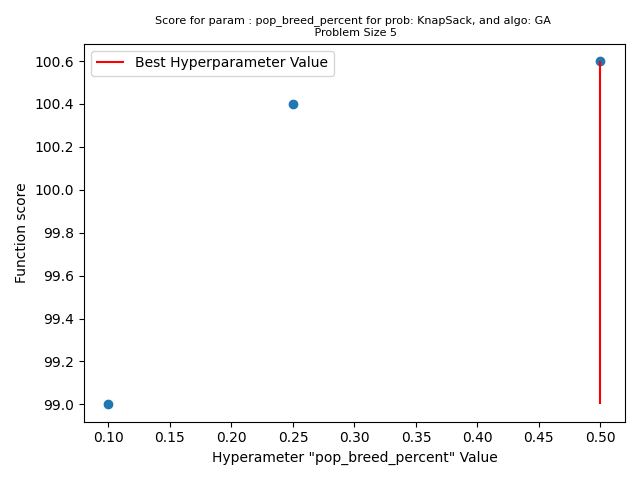 Score for param : pop_breed_percent for prob: KnapSack, and algo: GA
Problem Size 5
Best Hyperparameter Value
100.6
100.4
100.2
100.0
99.8
99.6
99.4
99.2
99.0
Function score
0.10 0.15 0.20 0.25 0.30 0.35 0.40 0.45 0.50
Hyperameter "pop_breed_percent" Value